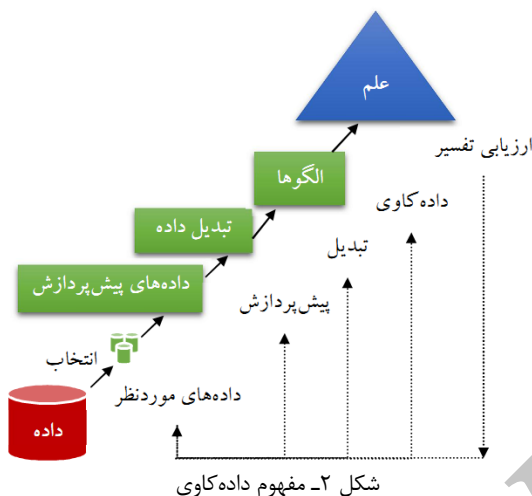 علم
ارزیابی تفسیر
الگوها
داده‌کاوی
تبدیل داده
تبدیل
داده‌های پیش‌پردازش
پیش‌پردازش
انتخاب
داده‌های موردنظر
داده
شکل ۲ـ مفهوم داده‌کاوی